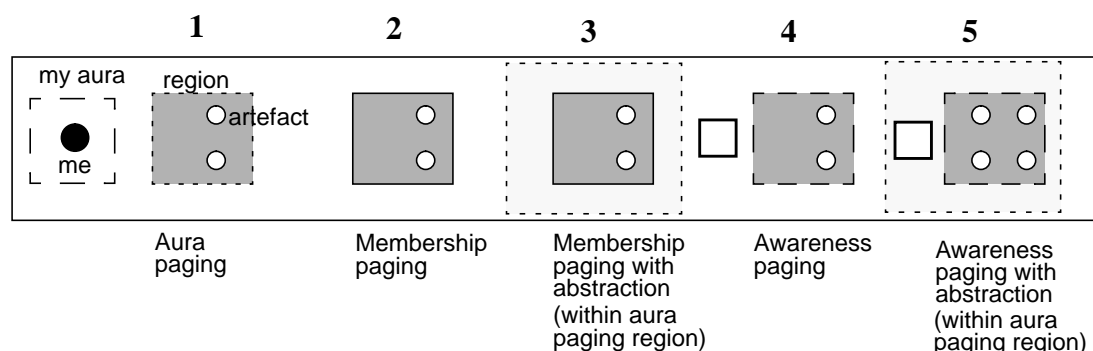 1 2 3 4 5
my aura
region
artefact
me
Aura
paging
Membership
paging
Membership
paging with
abstraction
(within aura
paging region)
Awareness
paging
Awareness
paging with
abstraction
(within aura
paging region)